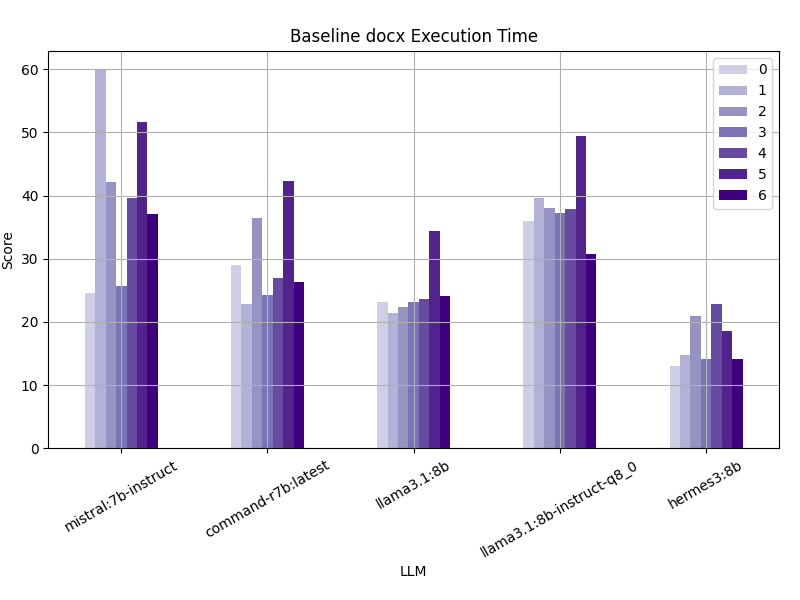 Baseline docx Execution Time
60
50
40
30
20
10
0
Score
0
1
2
3
4
5
6
mistral:7b-instruct
command-r7b:latest
llama3.1:8b
llama3.1:8b-instruct-q8_0
hermes3:8b
LLM